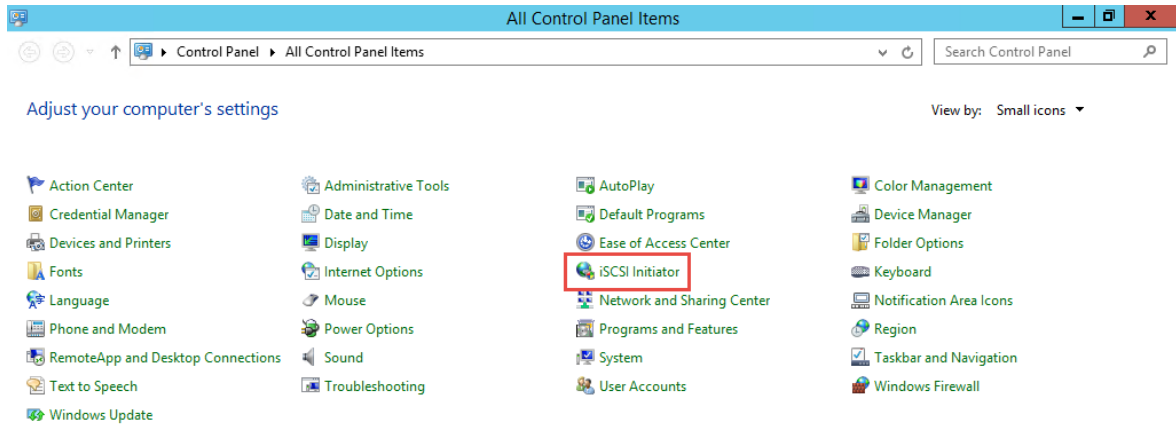 All Control Panel Items
Control Panel All Control Panel Items Search Control Panel
Adjust your computer's settings View by: Small icons
Action Center Administrative Tools AutoPlay Color Management
Credential Manager Date and Time Default Programs Device Manager
Devices and Printers Display Ease of Access Center Folder Options
Fonts Internet Options iSCSI Initiator Keyboard
Language Mouse Network and Sharing Center Notification Area Icons
Phone and Modem Power Options Programs and Features Region
RemoteApp and Desktop Connections Sound System Taskbar and Navigation
Text to Speech Troubleshooting User Accounts Windows Firewall
Windows Update